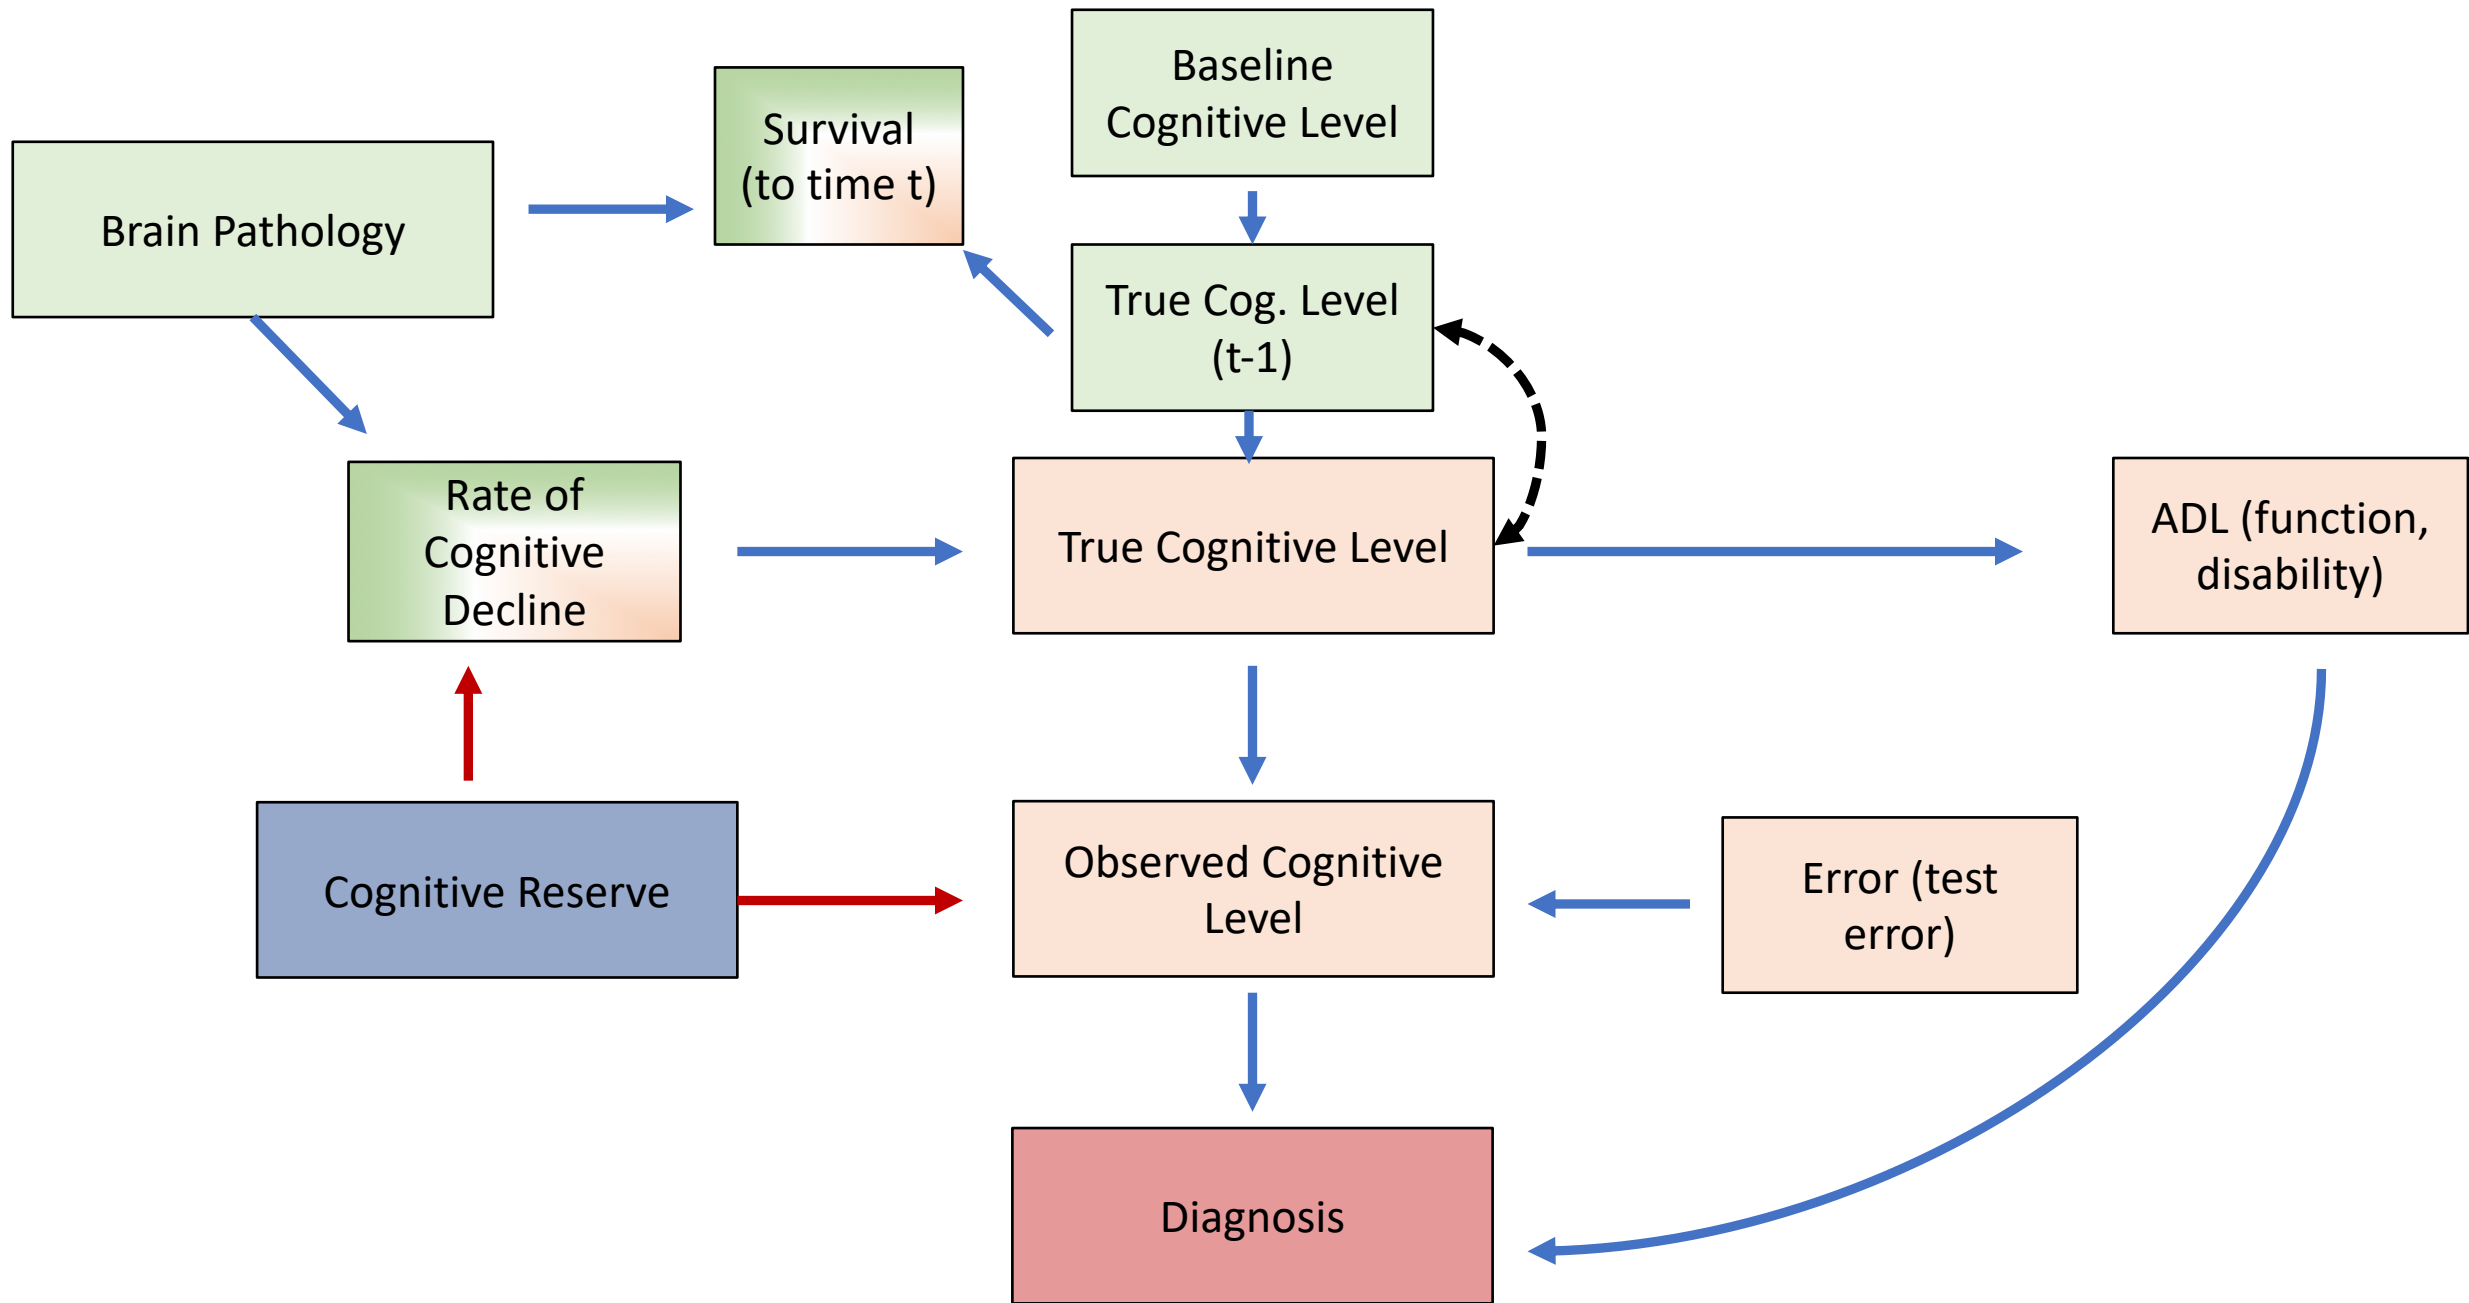 Baseline
Cognitive Level
Survival
(to time t)
Brain Pathology
True Cog. Level
(t-1)
Rate of
Cognitive
Decline
True Cognitive Level
ADL (function,
disability)
Cognitive Reserve
Observed Cognitive
Level
Error (test
error)
Diagnosis